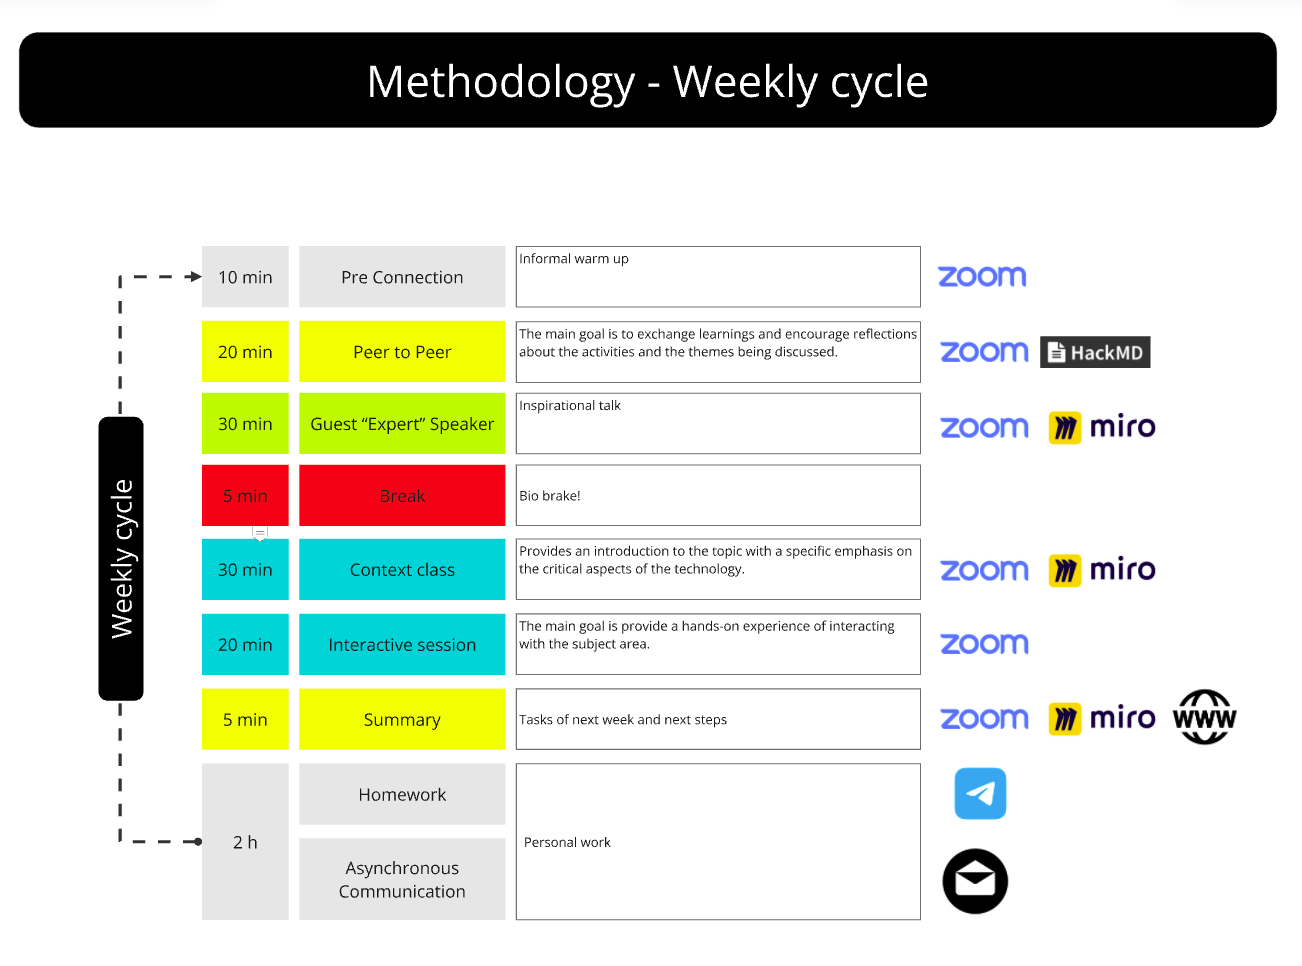 Methodology - Weekly cycle
Weekly cycle
10 min
Pre Connection
Informal warm up
zoom
20 min
Peer to Peer
The main goal is to exchange learnings and encourage reflections
about the activities and the themes being discussed.
zoom
HackMD
30 min
Guest “Expert” Speaker
Inspirational talk
zoom
miro
5 min
Break
Bio brake!
30 min
Context class
Provides an introduction to the topic with a specific emphasis on
the critical aspects of the technology.
zoom
miro
20 min
Interactive session
The main goal is provide a hands-on experience of interacting
with the subject area.
zoom
5 min
Summary
Tasks of next week and next steps
zoom
miro
WWW
2 h
Homework
Asynchronous
Communication
Personal work